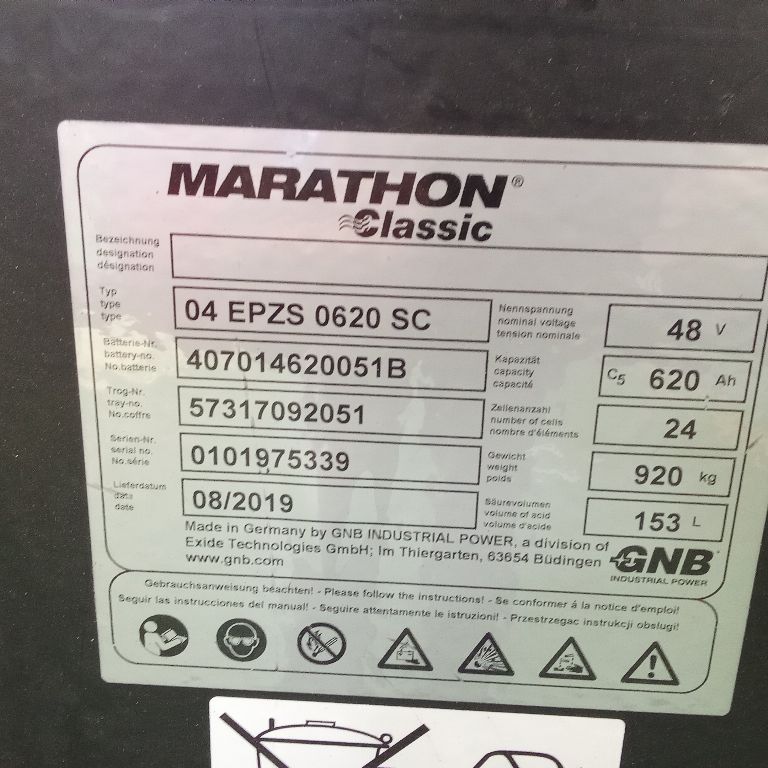 MARATHON®
Classic
Bezeichnung
designation
désignation
Typ
type
type
04 EPZS 0620 SC
Nennspannung
nominal voltage
tension nominale
48 V
Batterie-Nr.
battery-no.
No.batterie
407014620051B
Kapazität
capacity
capacité
C5 620 Ah
Trog-Nr.
tray-no.
No.coffre
57317092051
Zellenanzahl
number of cells
nombre d'éléments
24
Serien-Nr.
serial no.
No.série
0101975339
Gewicht
weight
poids
920 kg
Lieferdatum
data
date
08/2019
Säurevolumen
volume of acid
volume d'acide
153 L
Made in Germany by GNB INDUSTRIAL POWER, a division of
Exide Technologies GmbH; Im Thiergarten, 63654 Büdingen
www.gnb.com
GNB
INDUSTRIAL POWER
Gebrauchsanweisung beachten! - Please follow the instructions! - Se conformer á la notice d'emploi!
Seguir las instrucciones del manual! - Seguire attentamente le istruzioni! - Przestrzegac instrukcji obslugi!